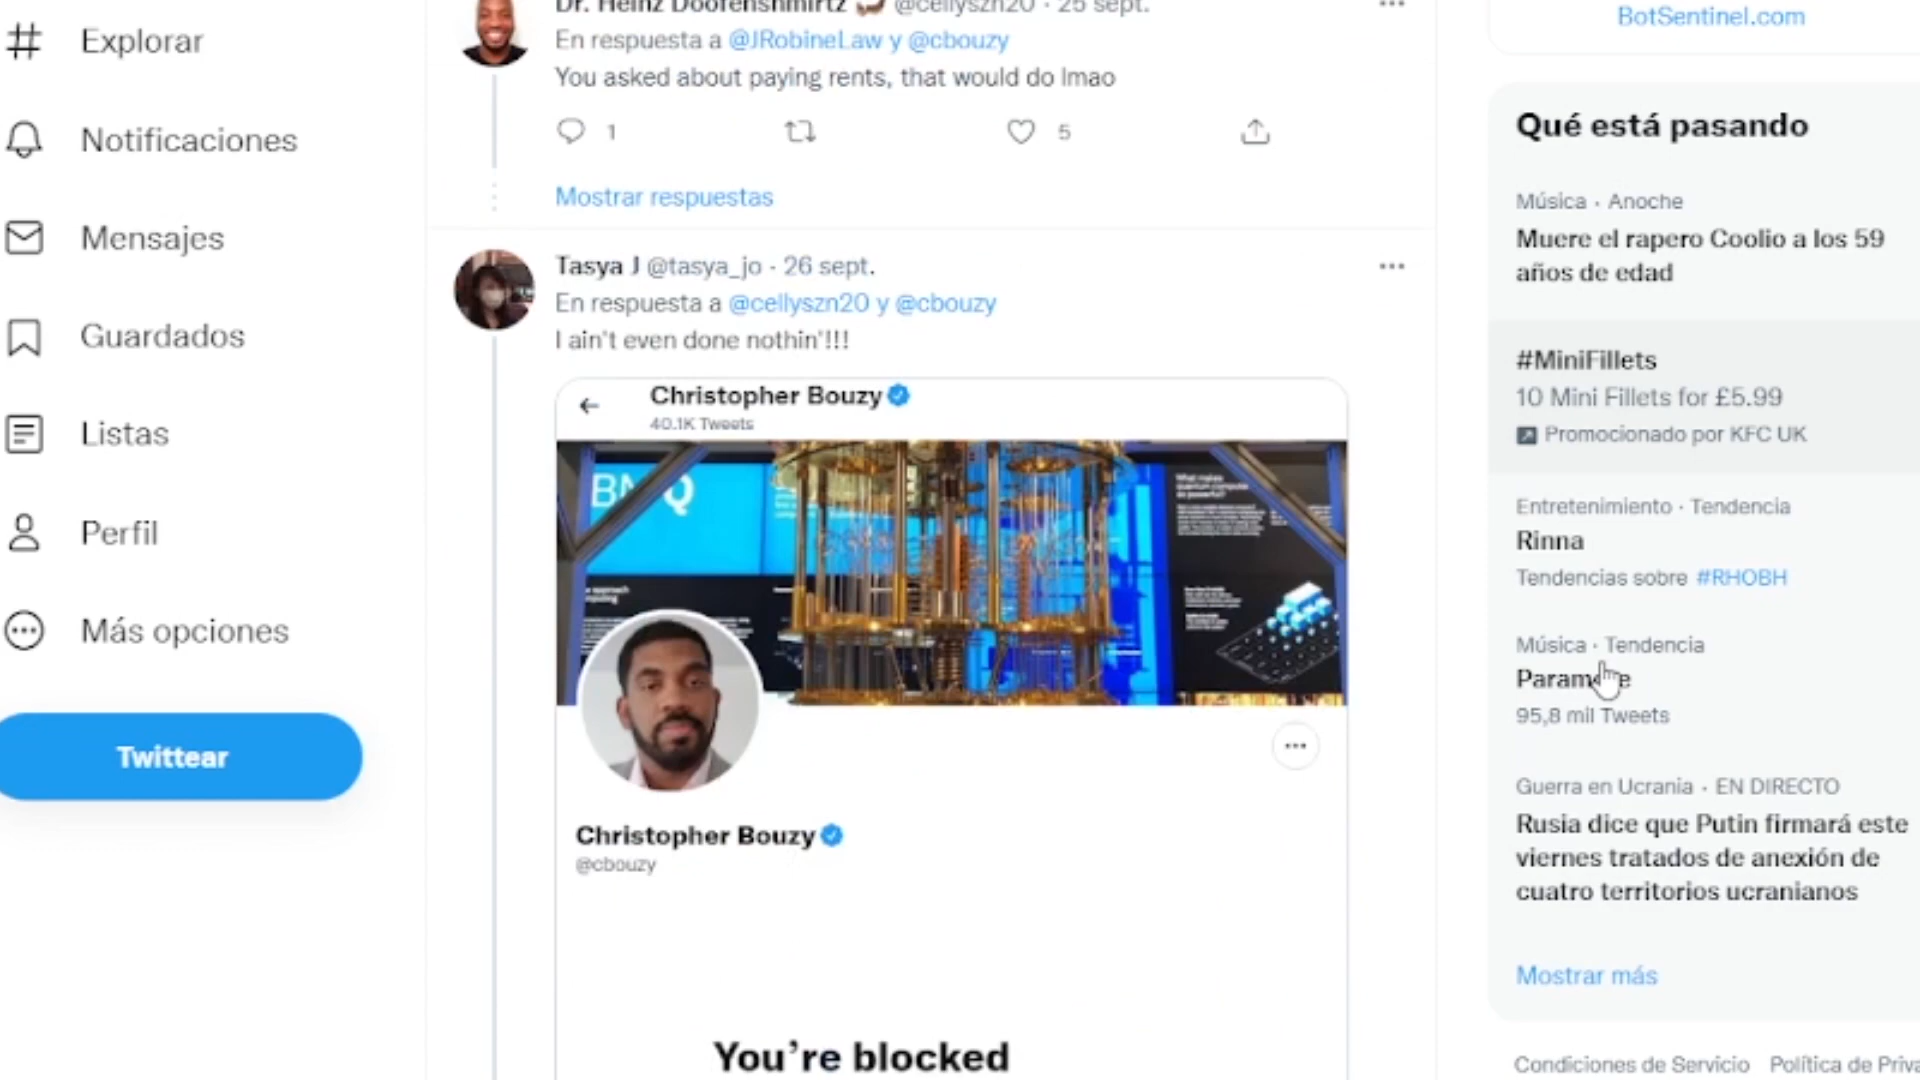 Explorar
Notificaciones
Mensajes
Guardados
Listas
Perfil
Más opciones
Twittear
Dr. Heinz Doofenshmirtz @cellyszn20 · 25 sept.
En respuesta a @JRobineLaw y @cbouzy
You asked about paying rents, that would do lmao
1
5
Mostrar respuestas
Tasya J @tasya_jo · 26 sept.
En respuesta a @cellyszn20 y @cbouzy
I ain't even done nothin'!!!
Christopher Bouzy
40.1K Tweets
Christopher Bouzy
@cbouzy
You're blocked
BotSentinel.com
Qué está pasando
Música · Anoche
Muere el rapero Coolio a los 59
años de edad
#MiniFillets
10 Mini Fillets for £5.99
Promocionado por KFC UK
Entretenimiento · Tendencia
Rinna
Tendencias sobre #RHOBH
Música · Tendencia
Paramore
95,8 mil Tweets
Guerra en Ucrania · EN DIRECTO
Rusia dice que Putin firmará este
viernes tratados de anexión de
cuatro territorios ucranianos
Mostrar más
Condiciones de Servicio Política de Priva